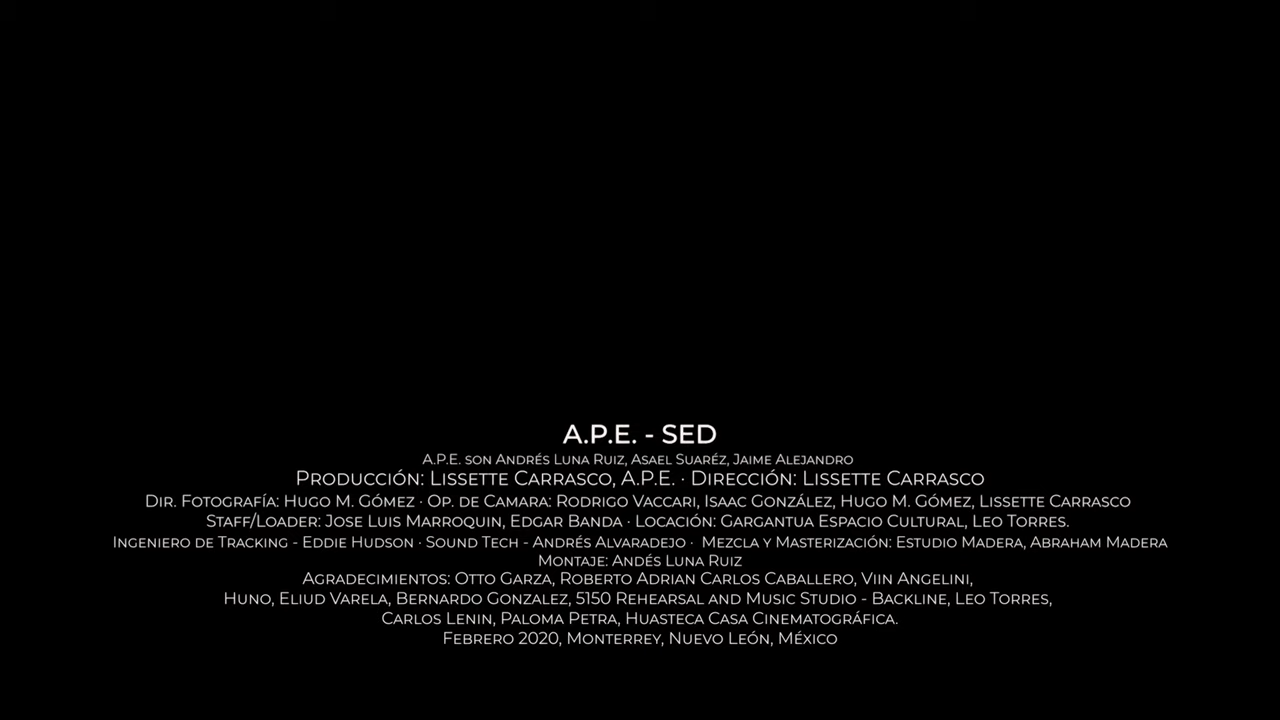 A.P.E. - SED
A.P.E. son Andrés Luna Ruiz, Asael Suaréz, Jaime Alejandro
Producción: Lissette Carrasco, A.P.E. · Dirección: Lissette Carrasco
Dir. Fotografía: Hugo M. Gómez · Op. de Camara: Rodrigo Vaccari, Isaac González, Hugo M. Gómez, Lissette Carrasco
Staff/Loader: Jose Luis Marroquin, Edgar Banda · Locación: Gargantua Espacio Cultural, Leo Torres.
Ingeniero de Tracking - Eddie Hudson · Sound Tech - Andrés Alvaradejo · Mezcla y Masterización: Estudio Madera, Abraham Madera
Montaje: Andés Luna Ruiz
Agradecimientos: Otto Garza, Roberto Adrian Carlos Caballero, Viin Angelini,
Huno, Eliud Varela, Bernardo Gonzalez, 5150 Rehearsal and Music Studio - Backline, Leo Torres,
Carlos Lenin, Paloma Petra, Huasteca Casa Cinematográfica.
Febrero 2020, Monterrey, Nuevo León, México